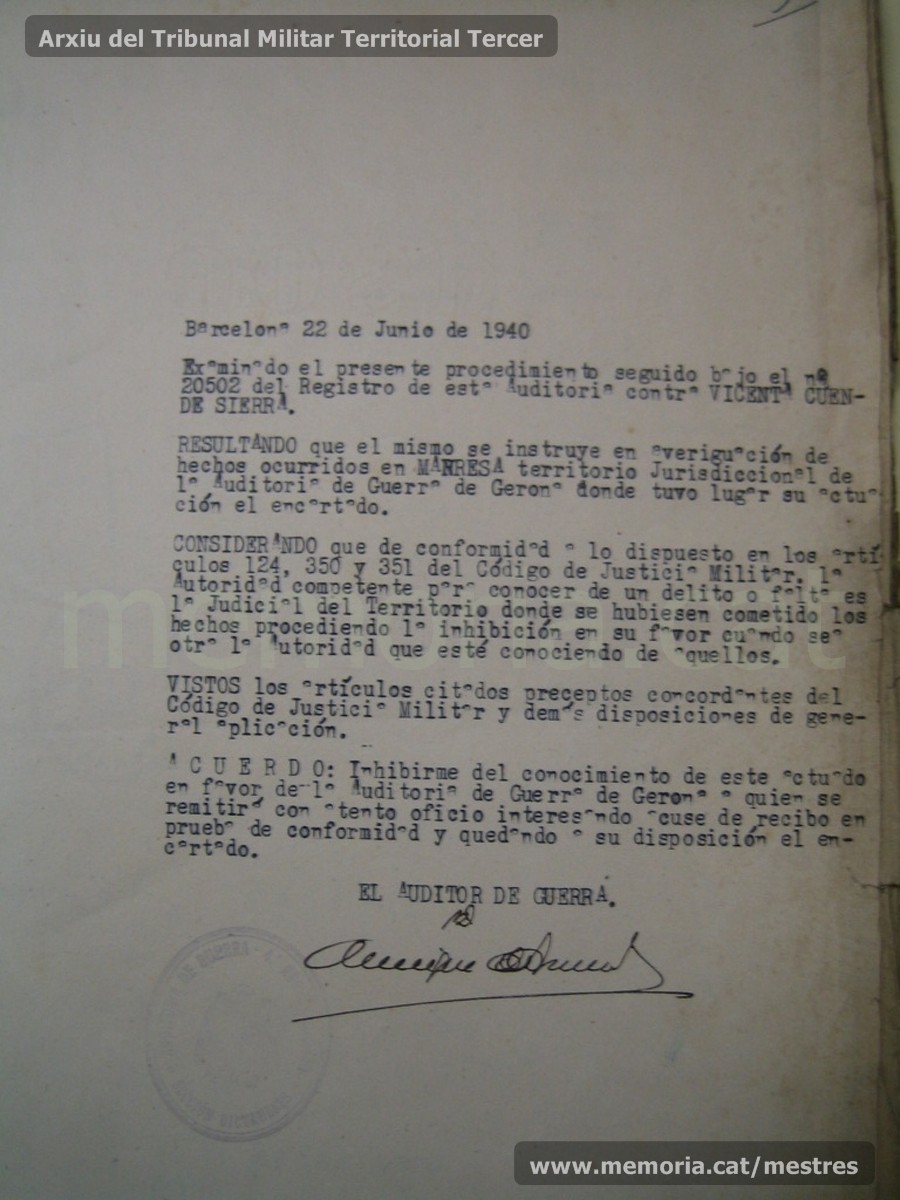 Arxiu del Tribunal Militar Territorial Tercer
Barcelona 22 de Junio de 1940
Examinado el presente procedimiento seguido bajo el nº
20502 del Registro de esta Auditoria contra VICENTA CUEN-
DE SIERRA.
RESULTANDO que el mismo se instruye en averiguación de
hechos ocurridos en MANRESA territorio Jurisdiccional de
la Auditoria de Guerra de Gerona donde tuvo lugar su actua
ción el encartado.
CONSIDERANDO que de conformidad a lo dispuesto en los artí
culos 124, 350 y 351 del Código de Justicia Militar, la
Autoridad competente para conocer de un delito o falta es
la Judicial del Territorio donde se hubiesen cometido los
hechos procediendo la inhibición en su favor cuando sea
otra la Autoridad que esté conociendo de aquellos.
VISTOS los artículos citados preceptos concordantes del
Código de Justicia Militar y demás disposiciones de gene-
ral aplicación.
A C U E R D O: Inhibirme del conocimiento de este actuado
en favor de la Auditoria de Guerra de Gerona a quien se
remitirá con atento oficio interesando acuse de recibo en
prueba de conformidad y quedando a su disposición el en-
cartado.
EL AUDITOR DE GUERRA.
www.memoria.cat/mestres